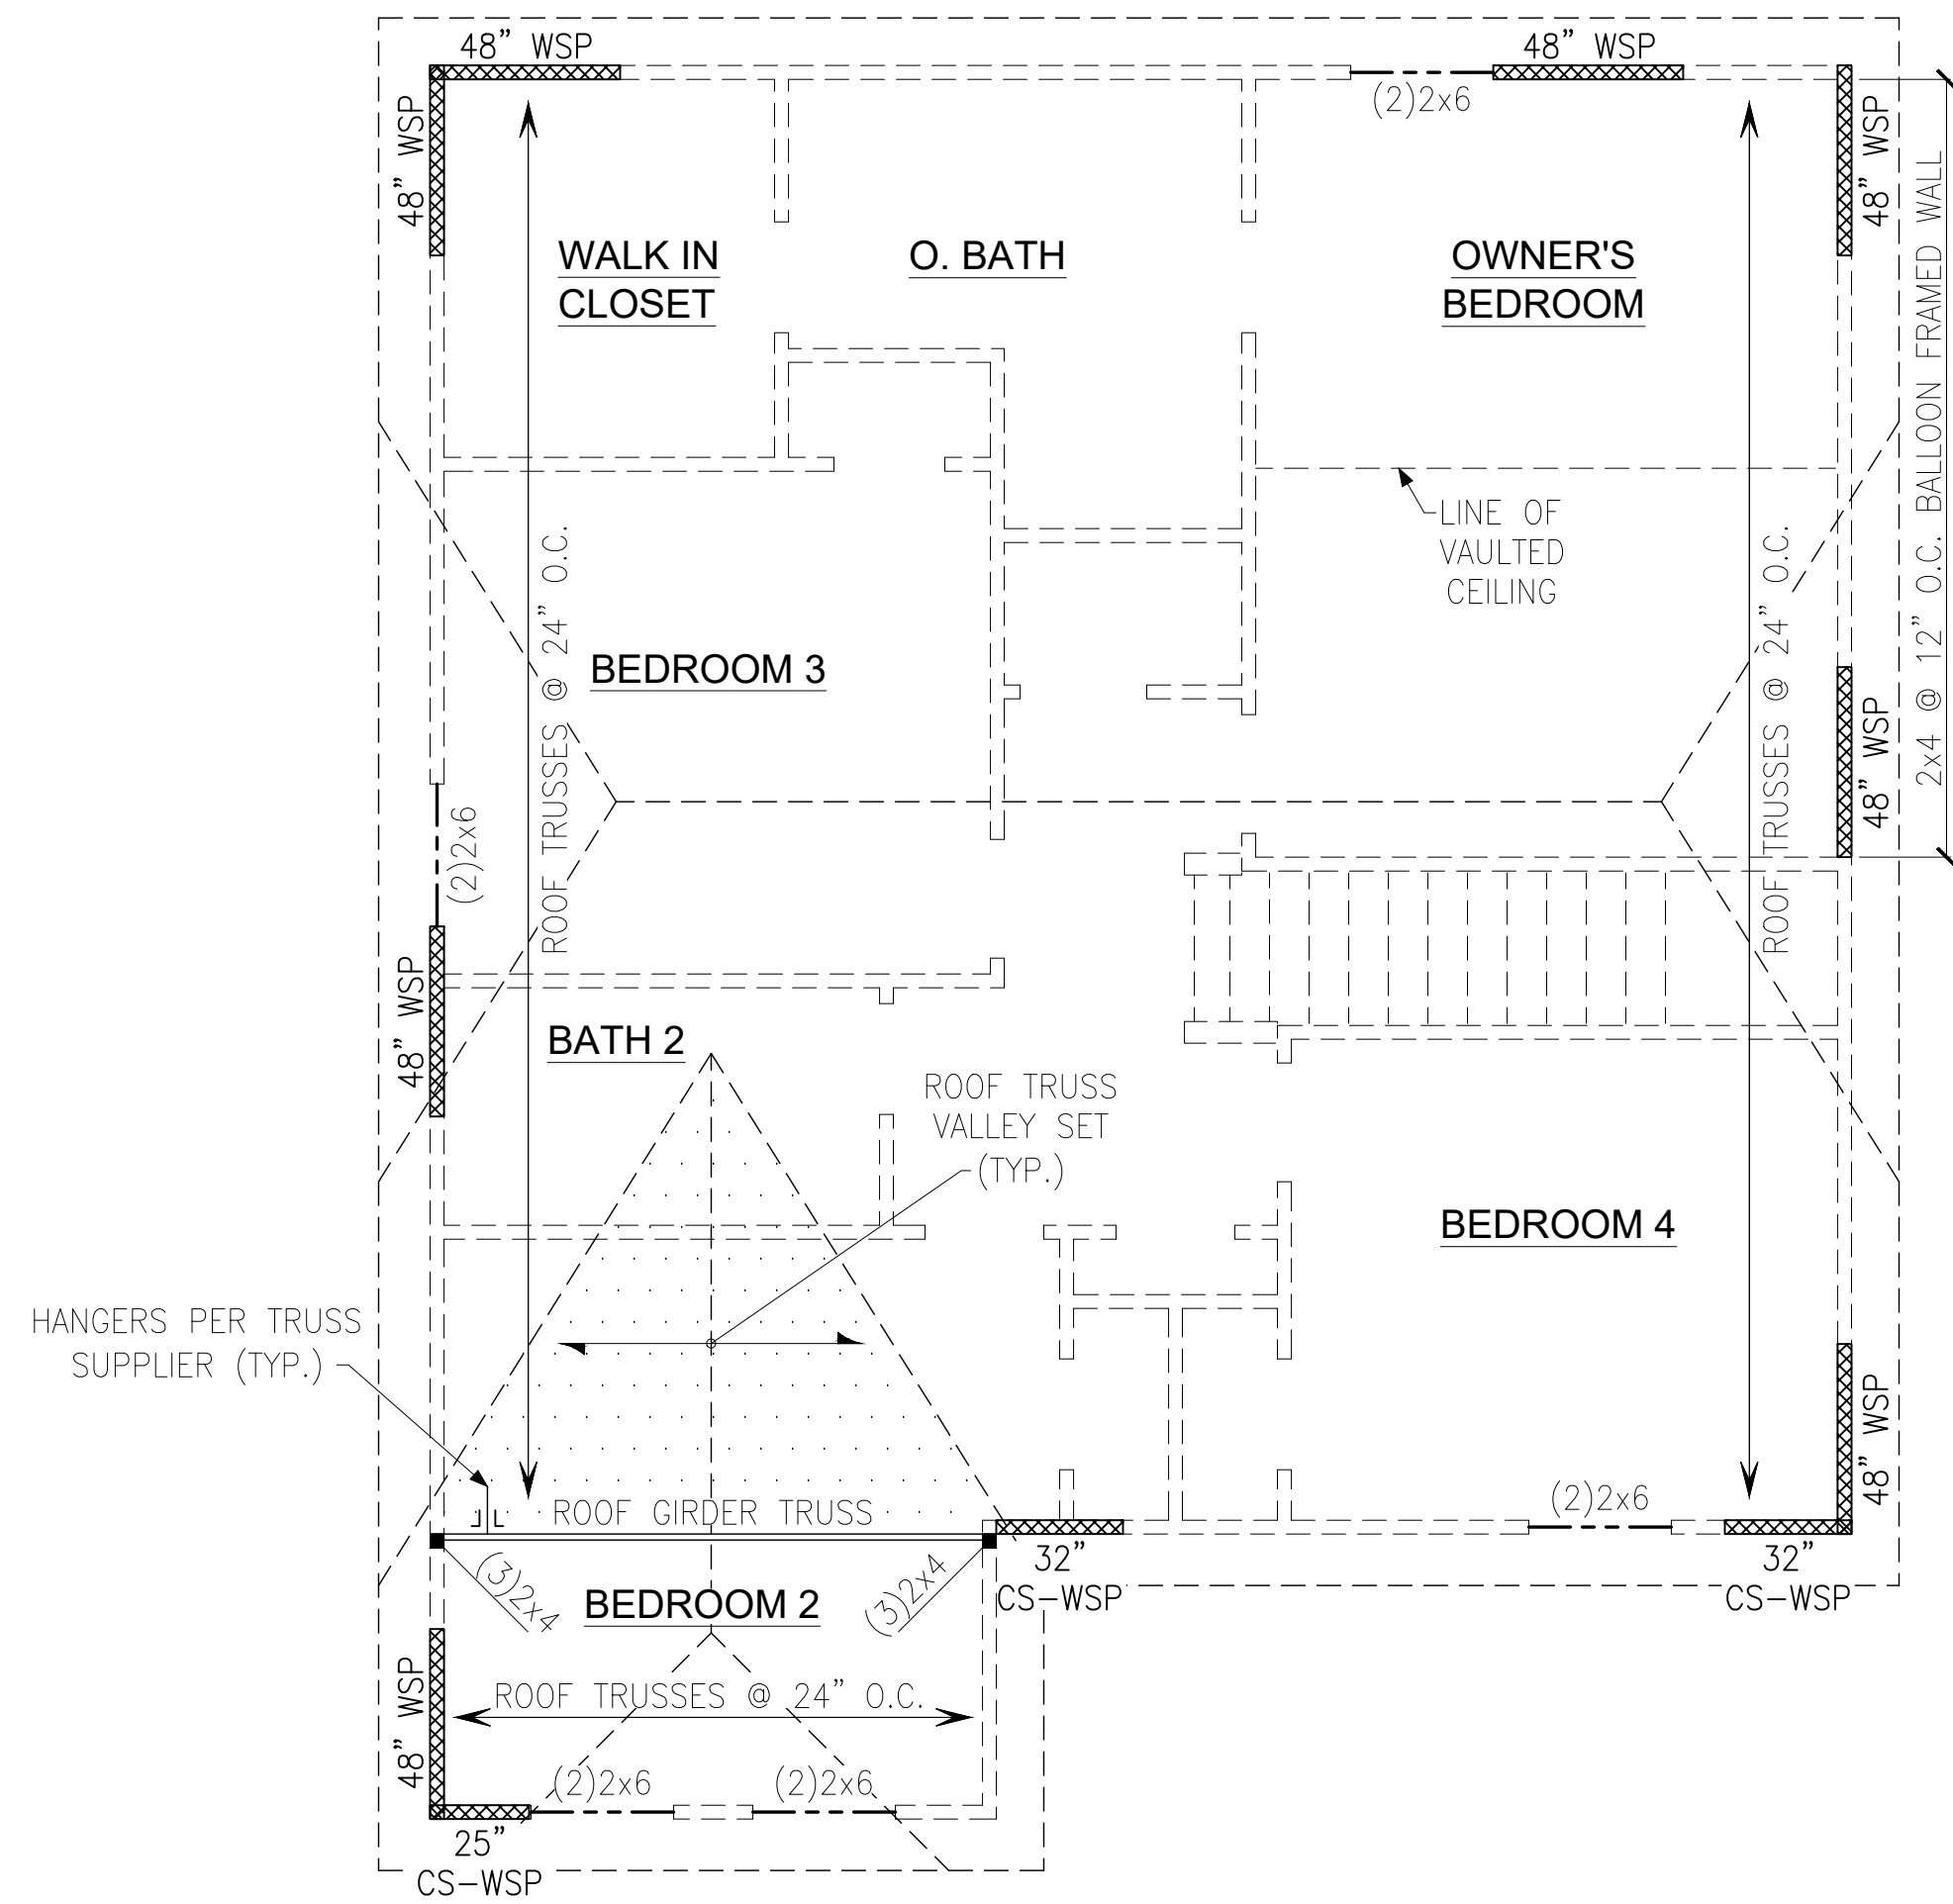 48” WSP
48” WSP
(2)2x6
48” WSP
48” WSP
WALK IN
CLOSET
O. BATH
OWNER'S
BEDROOM
2x4 @ 12” O.C. BALLOON FRAMED WALL
LINE OF
VAULTED
CEILING
ROOF TRUSSES @ 24” O.C.
ROOF TRUSSES @ 24” O.C.
BEDROOM 3
48” WSP
(2)2x6
48” WSP
BATH 2
ROOF TRUSS
VALLEY SET
(TYP.)
BEDROOM 4
HANGERS PER TRUSS
SUPPLIER (TYP.)
48” WSP
ROOF GIRDER TRUSS
(2)2x6
(3)2x4
(3)2x4
32”
CS-WSP
32”
CS-WSP
BEDROOM 2
48” WSP
ROOF TRUSSES @ 24” O.C.
(2)2x6
(2)2x6
25”
CS-WSP